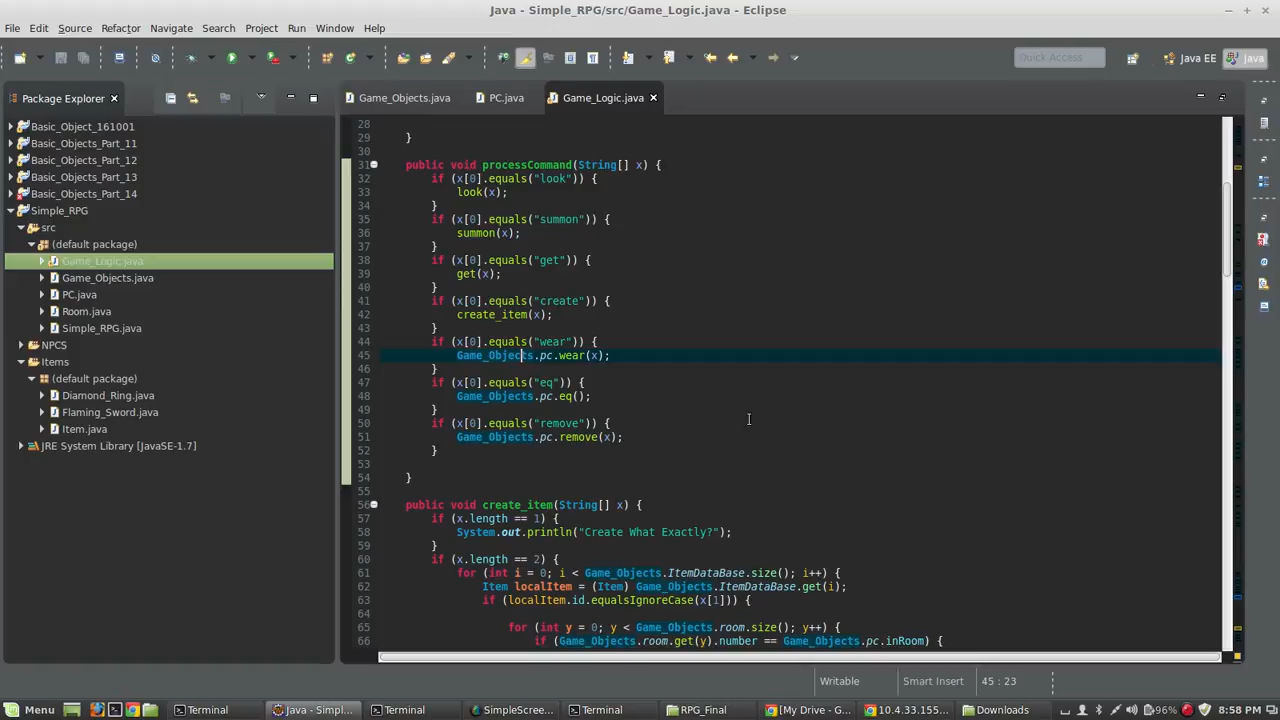 Java - Simple_RPG/src/Game_Logic.java - Eclipse
File Edit Source Refactor Navigate Search Project Run Window Help
Quick Access Java EE Java
Package Explorer Game_Objects.java PC.java Game_Logic.java
Basic_Object_161001
Basic_Objects_Part_11
Basic_Objects_Part_12
Basic_Objects_Part_13
Basic_Objects_Part_14
Simple_RPG
src
(default package)
Game_Logic.java
Game_Objects.java
PC.java
Room.java
Simple_RPG.java
NPCS
Items
(default package)
Diamond_Ring.java
Flaming_Sword.java
Item.java
JRE System Library [JavaSE-1.7]
28
29 }
30
31 public void processCommand(String[] x) {
32 if (x[0].equals("look")) {
33 look(x);
34 }
35 if (x[0].equals("summon")) {
36 summon(x);
37 }
38 if (x[0].equals("get")) {
39 get(x);
40 }
41 if (x[0].equals("create")) {
42 create_item(x);
43 }
44 if (x[0].equals("wear")) {
45 Game_Objects.pc.wear(x);
46 }
47 if (x[0].equals("eq")) {
48 Game_Objects.pc.eq();
49 }
50 if (x[0].equals("remove")) {
51 Game_Objects.pc.remove(x);
52 }
53
54 }
55
56 public void create_item(String[] x) {
57 if (x.length == 1) {
58 System.out.println("Create What Exactly?");
59 }
60 if (x.length == 2) {
61 for (int i = 0; i < Game_Objects.ItemDataBase.size(); i++) {
62 Item localItem = (Item) Game_Objects.ItemDataBase.get(i);
63 if (localItem.id.equalsIgnoreCase(x[1])) {
64
65 for (int y = 0; y < Game_Objects.room.size(); y++) {
66 if (Game_Objects.room.get(y).number == Game_Objects.pc.inRoom) {
Writable Smart Insert 45 : 23
Menu Terminal Java - Simpl... Terminal SimpleScree... Terminal RPG_Final [My Drive - G... 10.4.33.155... Downloads 96% 8:58 PM